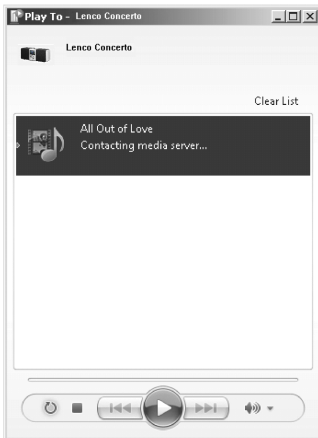 Play To - Lenco Concerto
Lenco Concerto
Clear List
All Out of Love
Contacting media server...